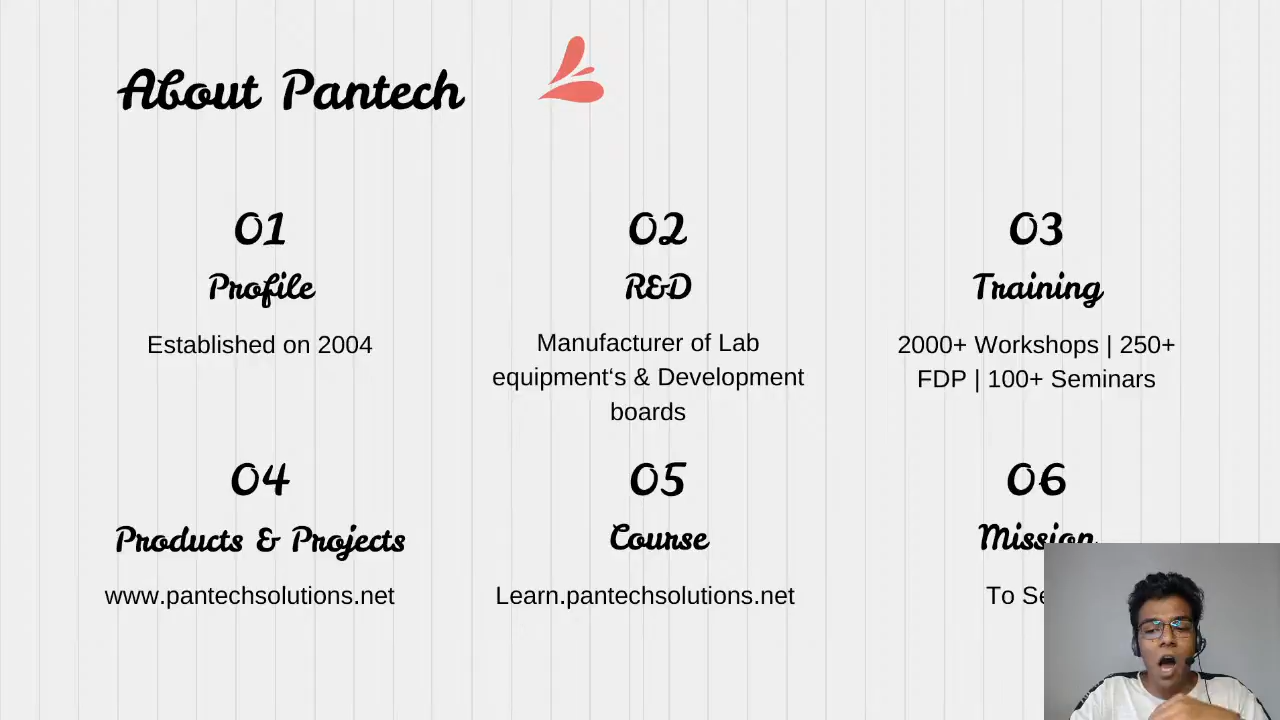 About Pantech
01
Profile
Established on 2004
02
R&D
Manufacturer of Lab
equipment‘s & Development
boards
03
Training
2000+ Workshops | 250+
FDP | 100+ Seminars
04
Products & Projects
www.pantechsolutions.net
05
Course
Learn.pantechsolutions.net
06
Mission
To